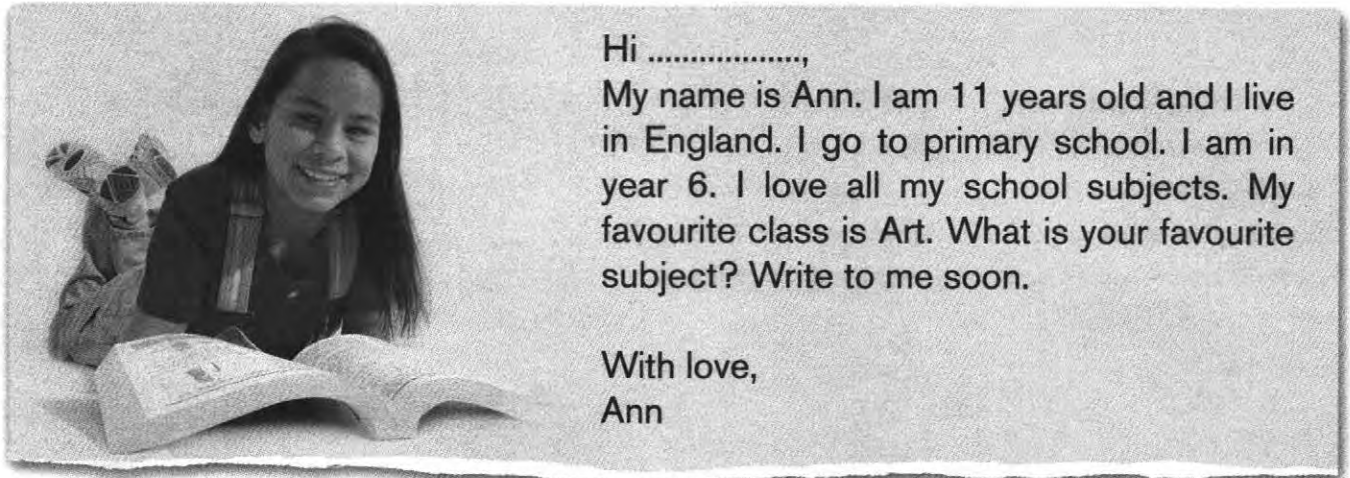 Hi ...................,
My name is Ann. I am 11 years old and I live
in England. I go to primary school. I am in
year 6. I love all my school subjects. My
favourite class is Art. What is your favourite
subject? Write to me soon.
With love,
Ann